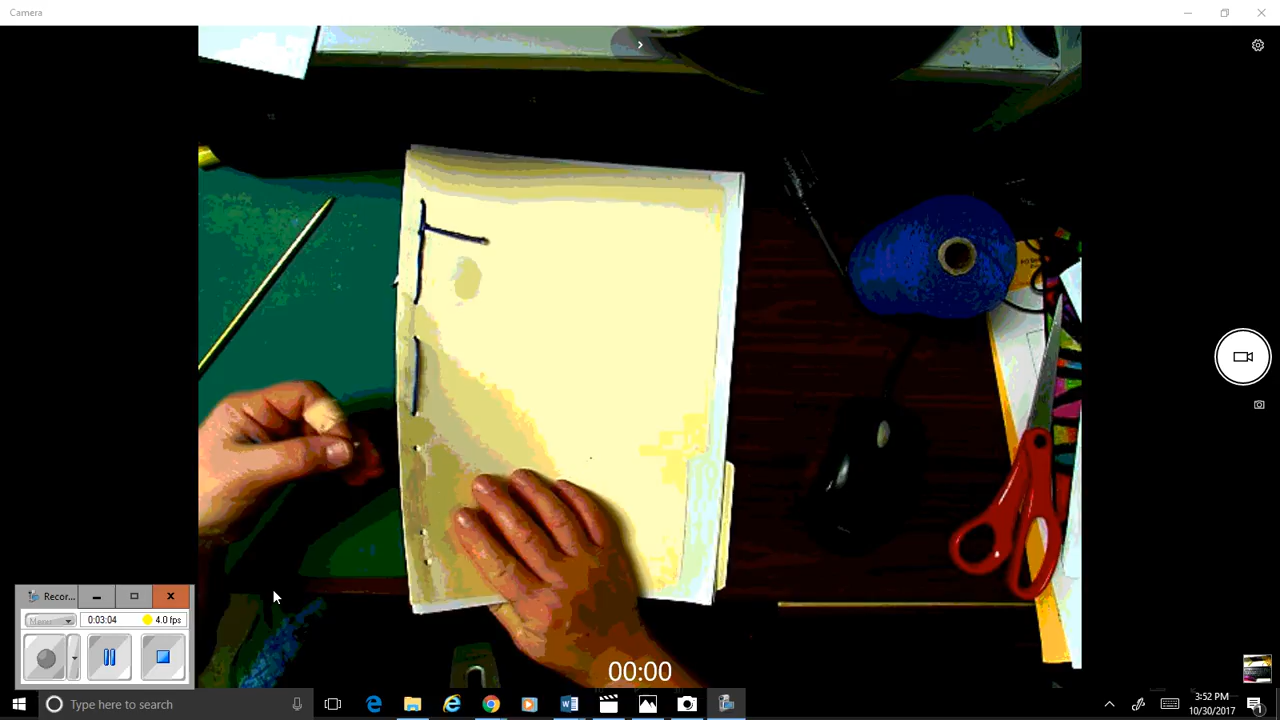 Camera
Recor...
Menu
0:03:04
4.0 fps
00:00
Type here to search
3:52 PM
10/30/2017